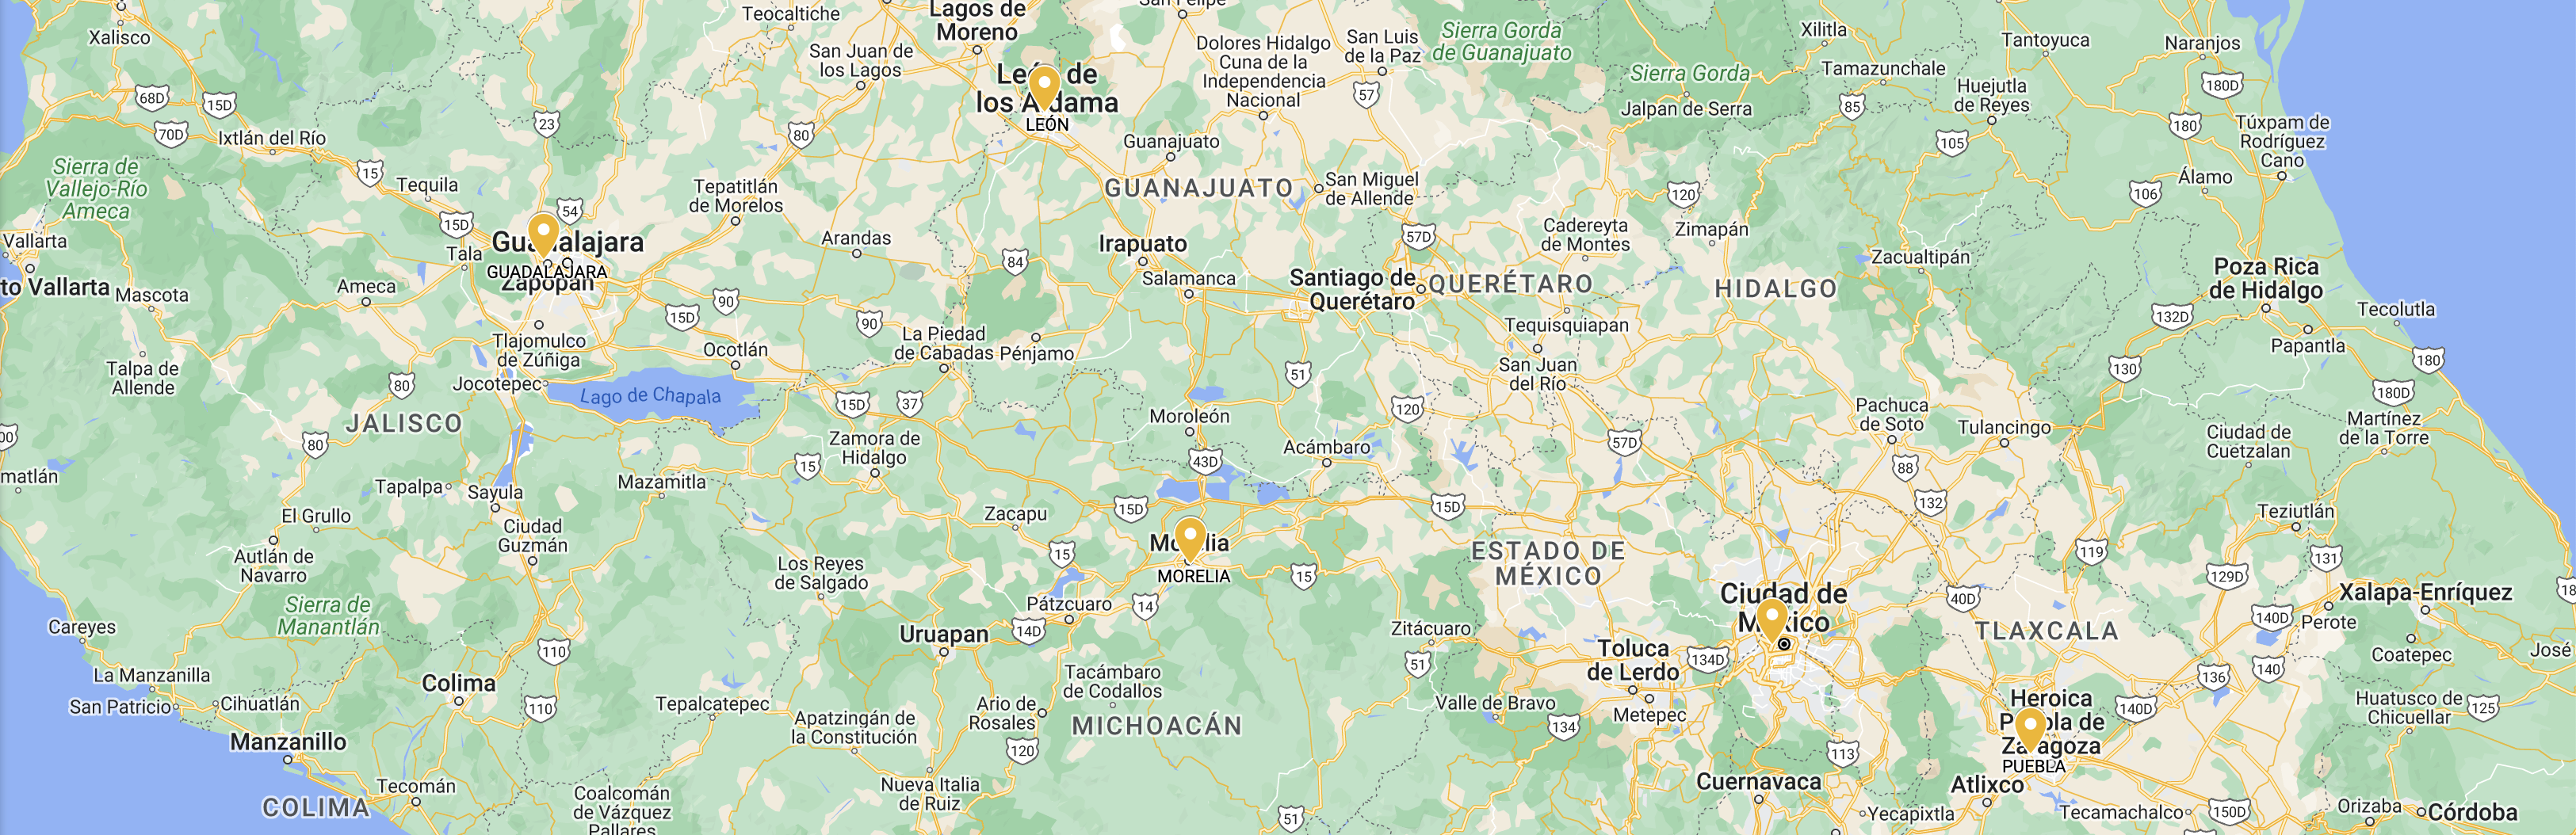 Xalisco
Teocaltiche
Lagos de
Moreno
San Felipe
San Juan de
los Lagos
León de
los Aldama
LEÓN
Dolores Hidalgo
Cuna de la
Independencia
Nacional
San Luis
de la Paz
Sierra Gorda
de Guanajuato
Sierra Gorda
Jalpan de Serra
Xilitla
Tamazunchale
Tantoyuca
Huejutla
de Reyes
Naranjos
Túxpam de
Rodríguez
Cano
Álamo
68D
15D
70D
23
80
57
85
105
180D
180
106
Ixtlán del Río
15
Sierra de
Vallejo-Río
Ameca
Tequila
15D
54
Guadalajara
GUADALAJARA
Zapopan
Tala
Tepatitlán
de Morelos
Arandas
Guanajuato
GUANAJUATO
San Miguel
de Allende
Irapuato
Salamanca
84
57D
Santiago de
Querétaro
QUERÉTARO
Cadereyta
de Montes
120
Zimapán
HIDALGO
Zacualtipán
Poza Rica
de Hidalgo
Tecolutla
132D
Papantla
Vallarta
to Vallarta
Mascota
Ameca
90
15D
90
Talpa de
Allende
Tlajomulco
de Zúñiga
Jocotepec
Ocotlán
Lago de Chapala
La Piedad
de Cabadas
Pénjamo
15D
37
51
120
Tequisquiapan
San Juan
del Río
57D
130
180
180D
80
JALISCO
80
00
matlán
Tapalpa
Sayula
Mazamitla
Zamora de
Hidalgo
15
Moroleón
43D
Acámbaro
15D
15D
Pachuca
de Soto
Tulancingo
88
132
Ciudad de
Cuetzalan
Martínez
de la Torre
Teziutlán
El Grullo
Autlán de
Navarro
Ciudad
Guzmán
Sierra de
Manantlán
Los Reyes
de Salgado
Zacapu
15
Morelia
MORELIA
15
14
Pátzcuaro
14D
Uruapan
ESTADO DE
MÉXICO
Zitácuaro
51
Ciudad de
México
Toluca
de Lerdo
134D
Metepec
Valle de Bravo
134
119
40D
TLAXCALA
131
129D
140D
140
136
Perote
Xalapa-Enríquez
Coatepec
José
18
Careyes
La Manzanilla
San Patricio
Cihuatlán
110
110
Colima
Manzanillo
Tecomán
COLIMA
Coalcomán
de Vázquez
Pallares
Tepalcatepec
Apatzingán de
la Constitución
Nueva Italia
de Ruiz
Ario de
Rosales
120
Tacámbaro
de Codallos
MICHOACÁN
51
113
Cuernavaca
Yecapixtla
Heroica
Puebla de
Zaragoza
PUEBLA
Atlixco
140D
Tecamachalco
150D
Huatusco de
Chicuellar
125
Orizaba
Córdoba